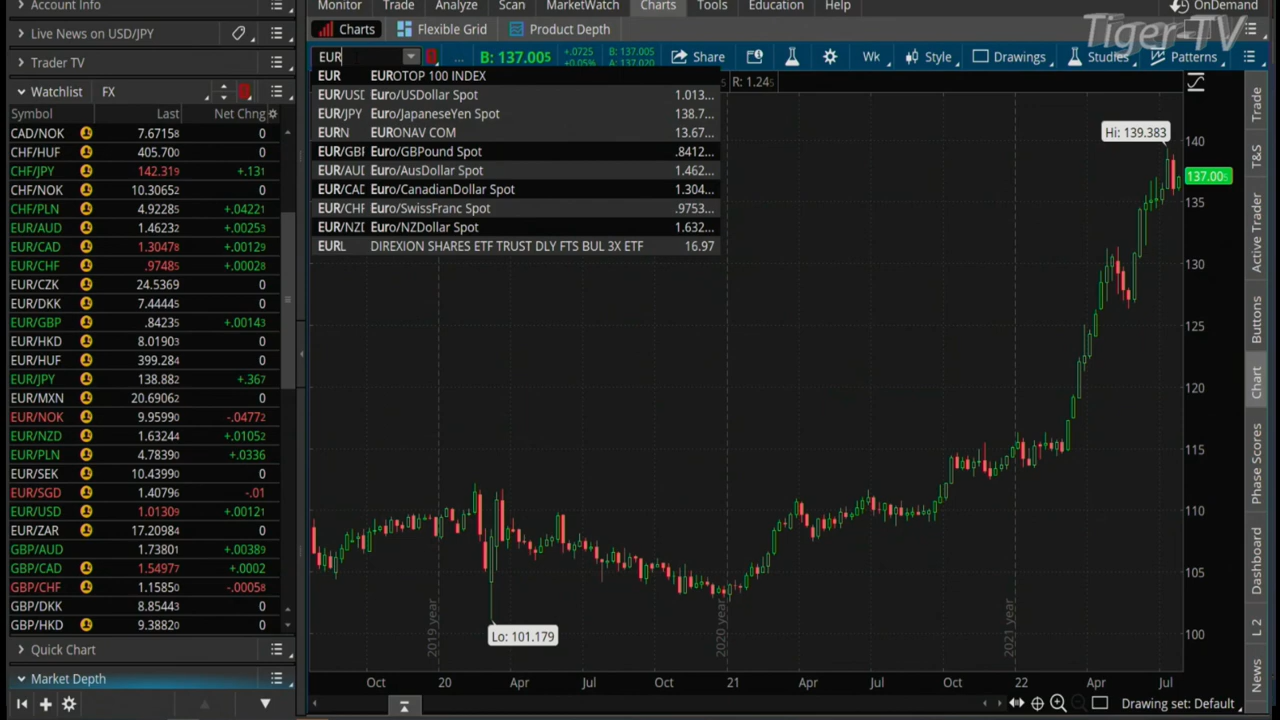 Account Info
Monitor Trade Analyze Scan MarketWatch Charts Tools Education Help
OnDemand
Tiger-TV
Live News on USD/JPY
Charts Flexible Grid Product Depth
Trader TV
EUR
B: 137.005
+.0725
+0.05%
B: 137.005
A: 137.020
Share
Wk
Style
Drawings
Studies
Patterns
R: 1.245
EUR EUROTOP 100 INDEX
EUR/USD Euro/USDollar Spot 1.013...
EUR/JPY Euro/JapaneseYen Spot 138.7...
EURN EURONAV COM 13.67...
EUR/GBP Euro/GBPound Spot .8412...
EUR/AUD Euro/AusDollar Spot 1.462...
EUR/CAD Euro/CanadianDollar Spot 1.304...
EUR/CHF Euro/SwissFranc Spot .9753...
EUR/NZD Euro/NZDollar Spot 1.632...
EURL DIREXION SHARES ETF TRUST DLY FTS BUL 3X ETF 16.97
Watchlist FX
Symbol Last Net Chng
CAD/NOK 7.67158 0
CHF/HUF 405.700 0
CHF/JPY 142.319 +.131
CHF/NOK 10.30652 0
CHF/PLN 4.92285 +.04221
EUR/AUD 1.46232 +.00253
EUR/CAD 1.30478 +.00129
EUR/CHF .97485 +.00028
EUR/CZK 24.5369 0
EUR/DKK 7.44445 0
EUR/GBP .84235 +.00143
EUR/HKD 8.01903 0
EUR/HUF 399.284 0
EUR/JPY 138.882 +.367
EUR/MXN 20.69062 0
EUR/NOK 9.95990 -.04772
EUR/NZD 1.63244 +.01052
EUR/PLN 4.78390 +.0336
EUR/SEK 10.43990 0
EUR/SGD 1.40796 -.01
EUR/USD 1.01309 +.00121
EUR/ZAR 17.20984 0
GBP/AUD 1.73801 +.00389
GBP/CAD 1.54977 +.0002
GBP/CHF 1.15850 -.00058
GBP/DKK 8.85443 0
GBP/HKD 9.38820 0
Quick Chart
Market Depth
Hi: 139.383
Lo: 101.179
140
137.005
135
130
125
120
115
110
105
100
2019 year
2020 year
2021 year
Oct 20 Apr Jul Oct 21 Apr Jul Oct 22 Apr Jul
Drawing set: Default
Trade
T&S
Active Trader
Buttons
Chart
Phase Scores
Dashboard
L 2
News